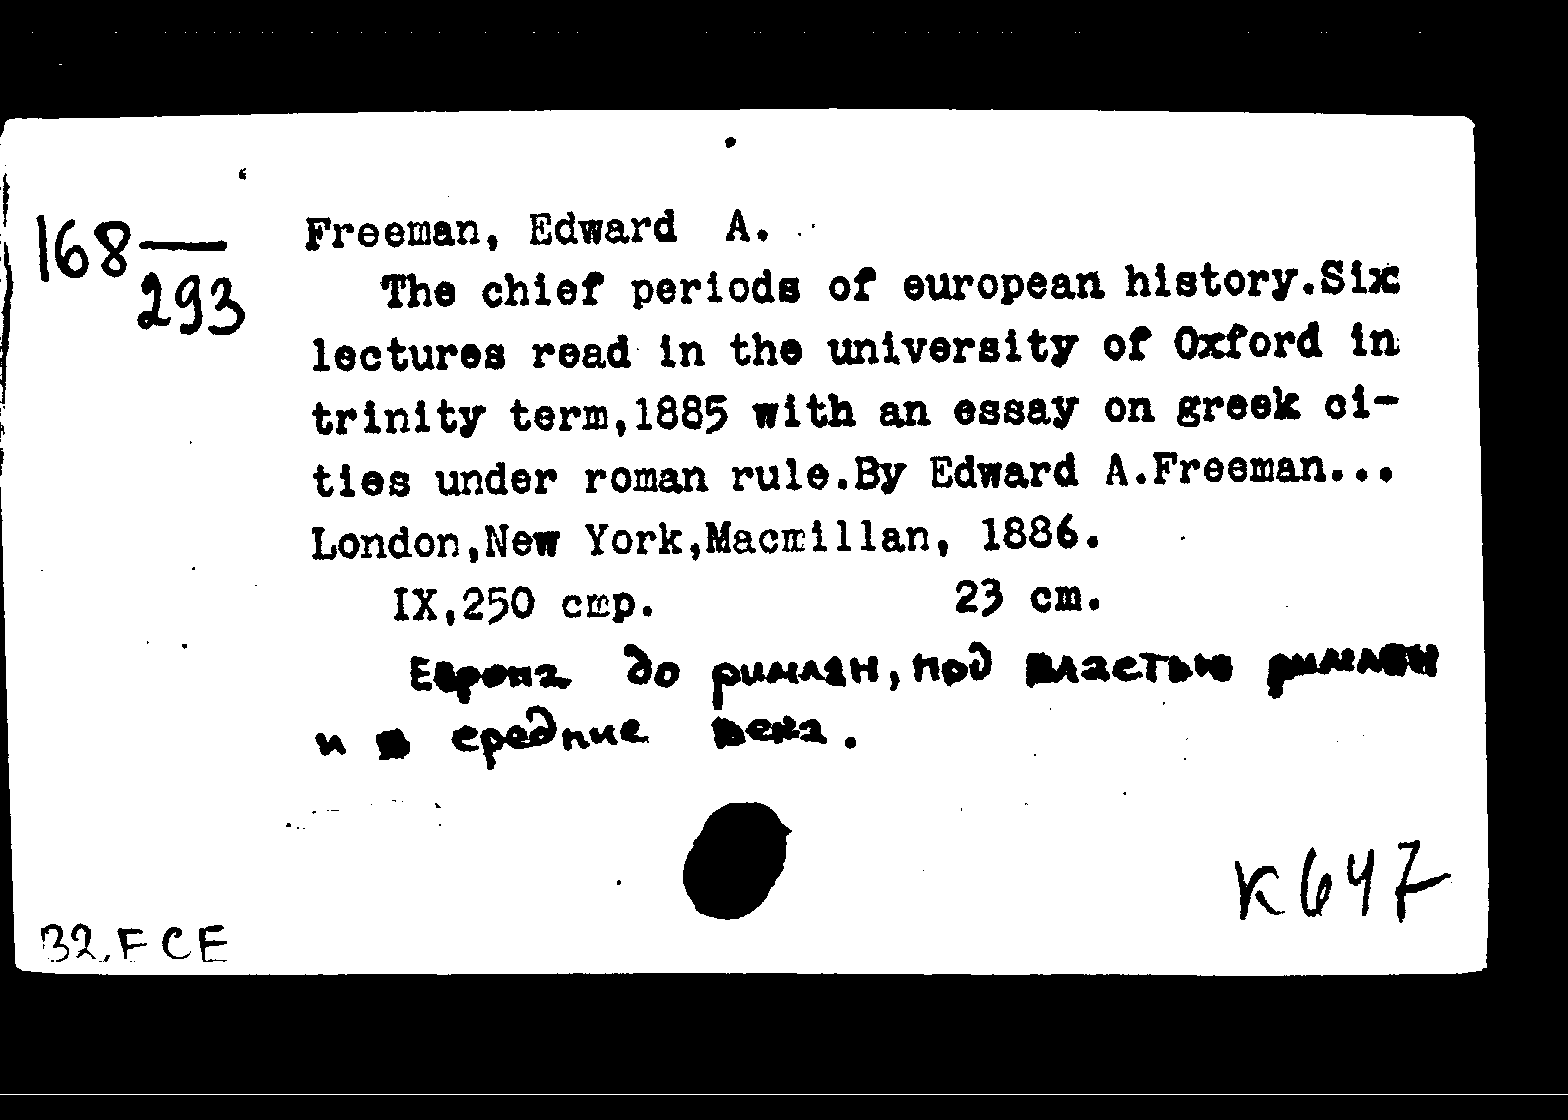 168—
293
Freeman, Edward A.
The chief periods of european history.Six
lectures read in the university of Oxford in
trinity term,1885 with an essay on greek ci-
ties under roman rule.By Edward A.Freeman...
London,New York,Macmillan, 1886.
IX,250 стр. 23 cm.
Европа до римлян, под властью римлян
и в средние века.
К647
32.FCE